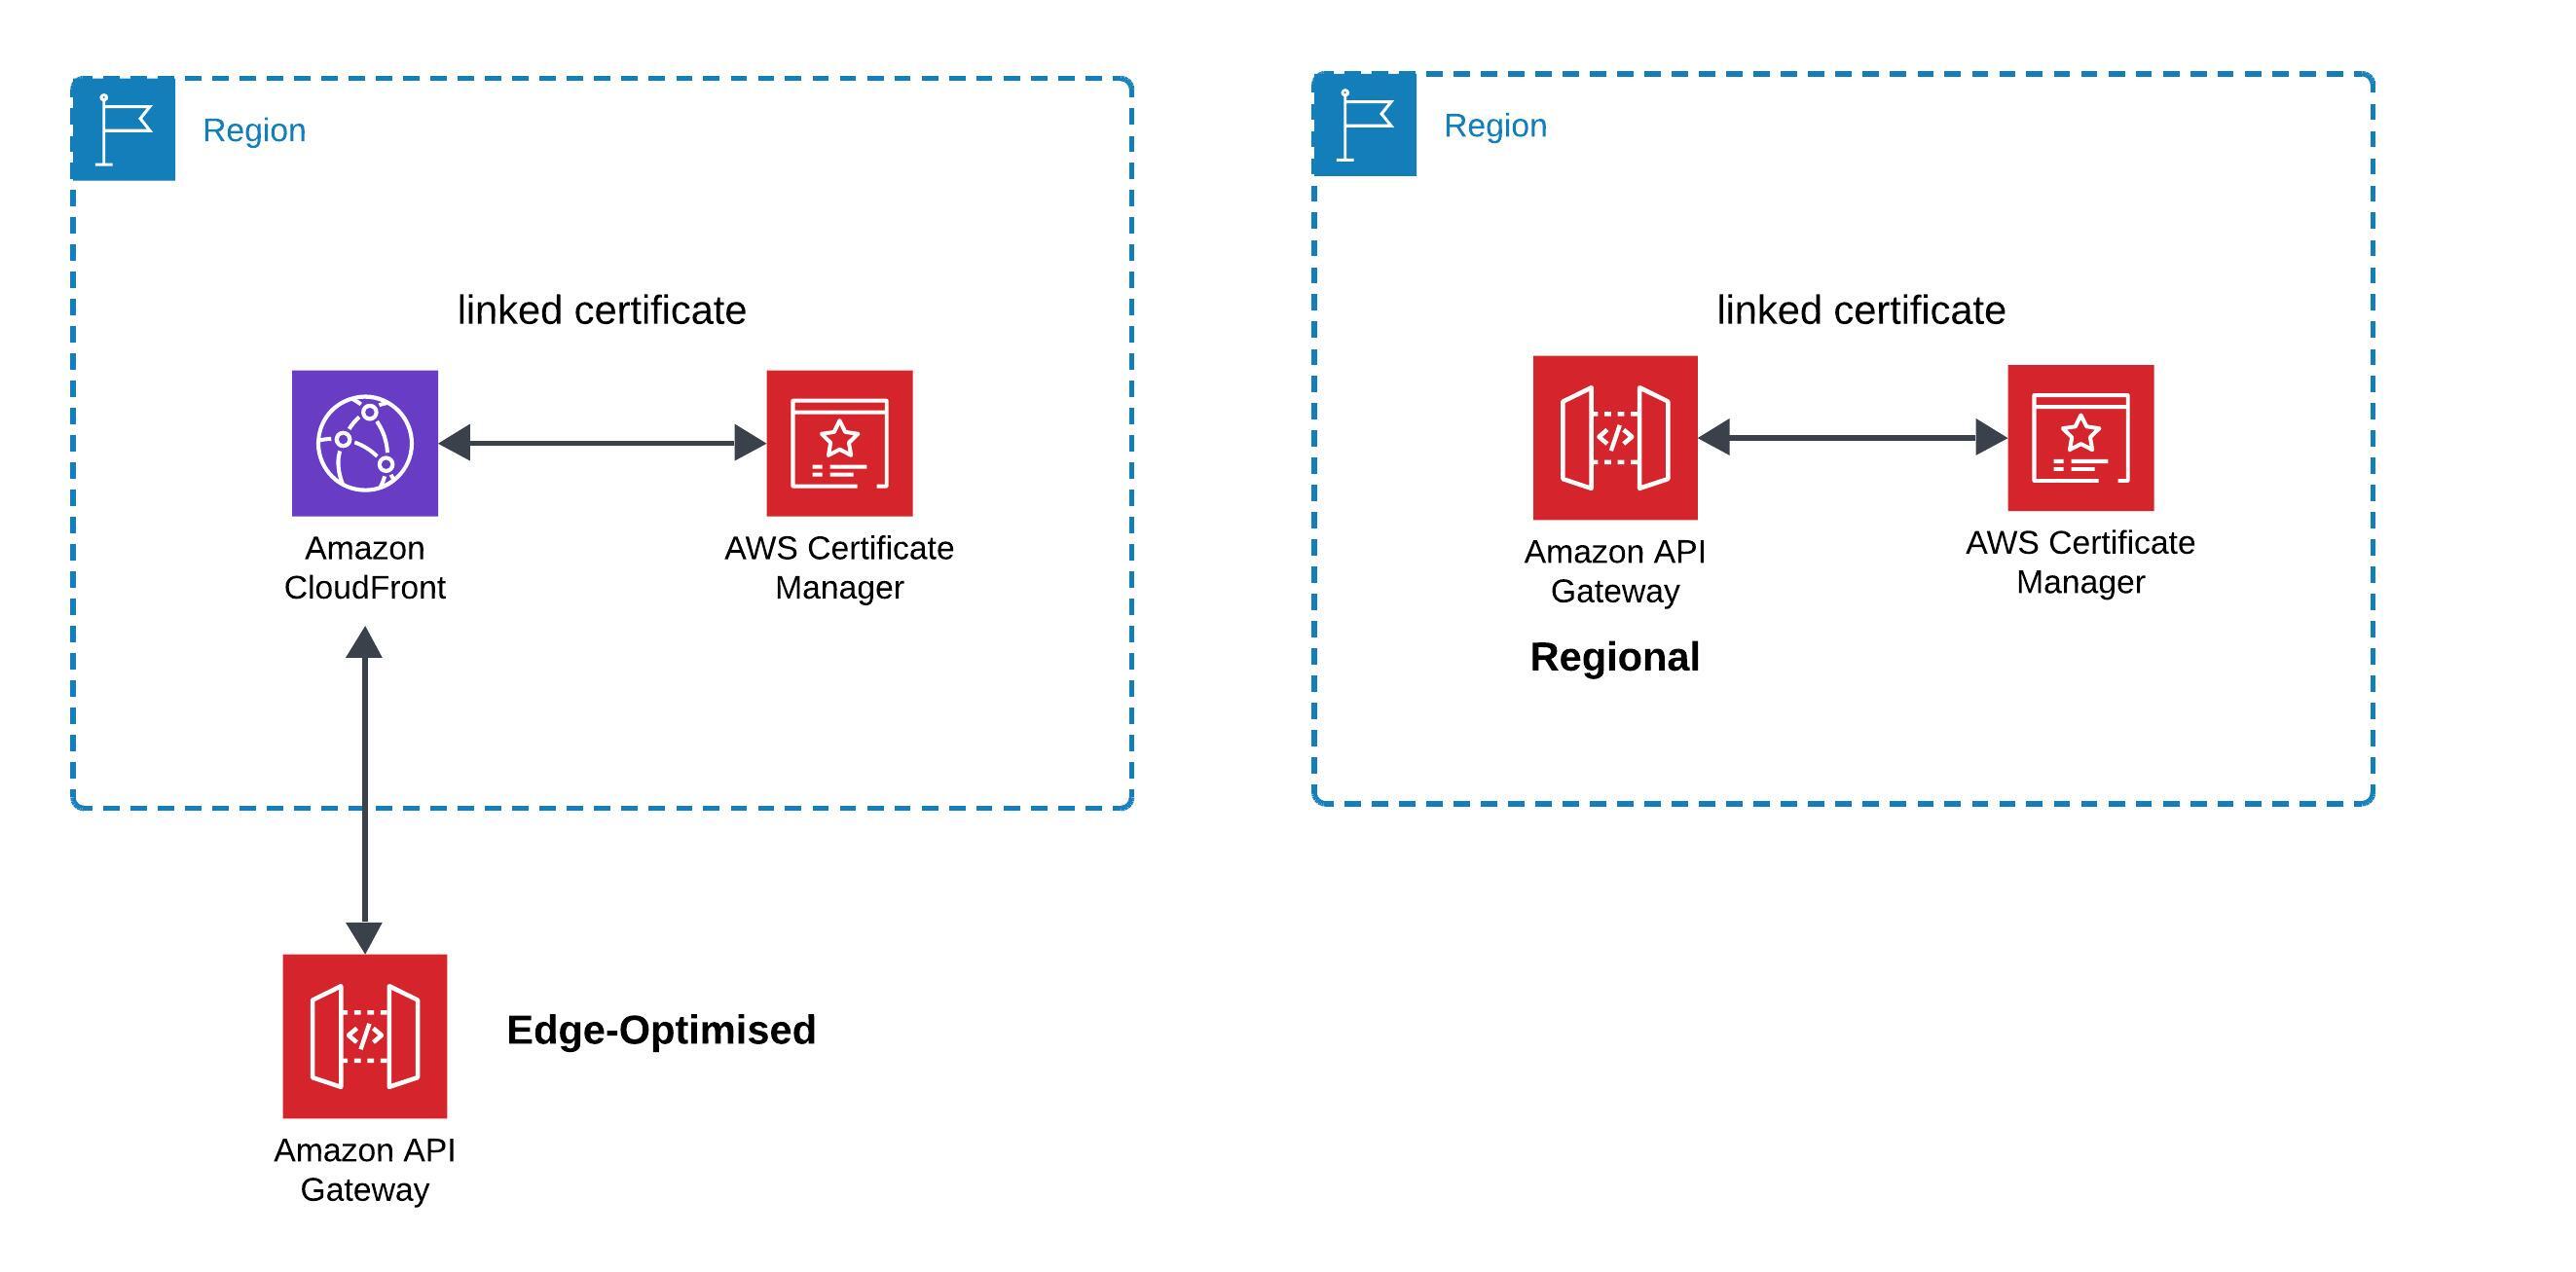 Region
linked certificate
Amazon
CloudFront
AWS Certificate
Manager
Edge-Optimised
Amazon API
Gateway
Region
linked certificate
Amazon API
Gateway
Regional
AWS Certificate
Manager